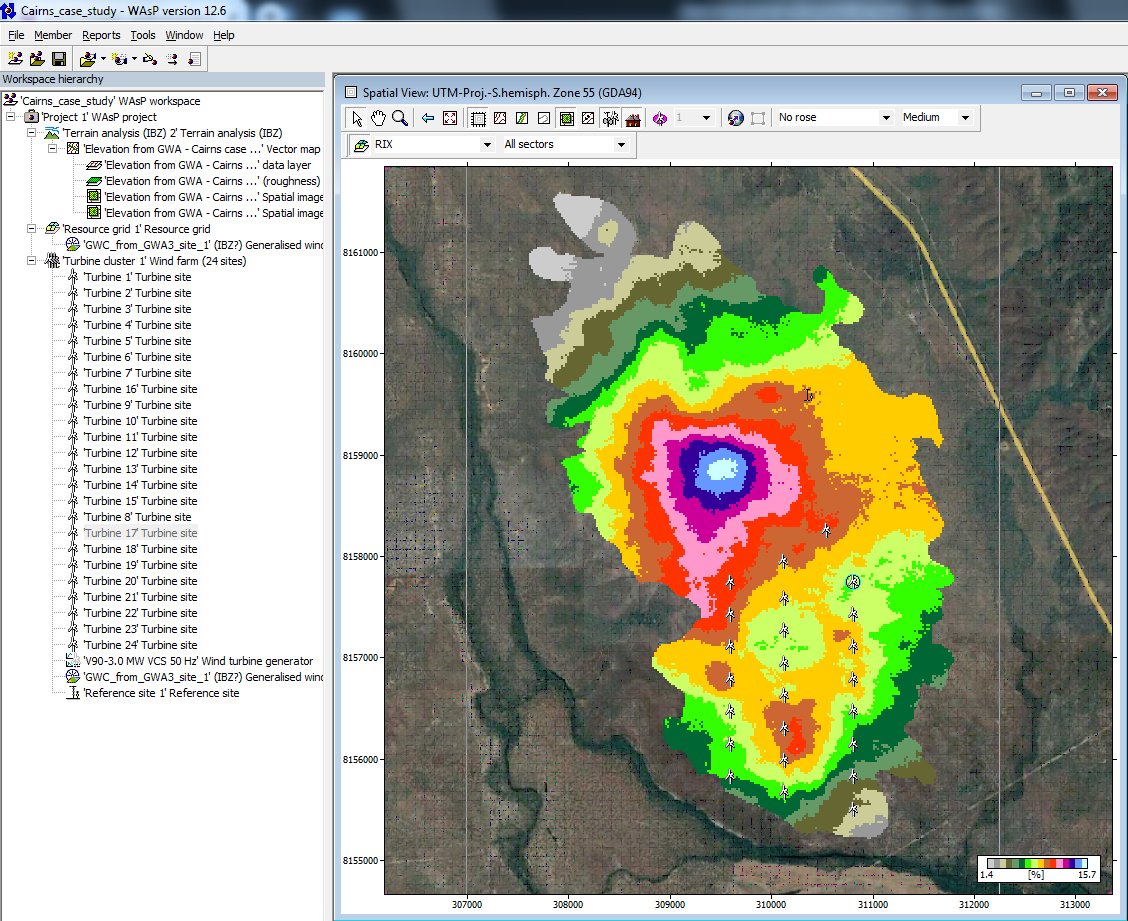 Cairns_case_study - WAsP version 12.6
File Member Reports Tools Window Help
Workspace hierarchy
'Cairns_case_study' WAsP workspace
'Project 1' WAsP project
'Terrain analysis (IBZ) 2' Terrain analysis (IBZ)
'Elevation from GWA - Cairns case ...' Vector map
'Elevation from GWA - Cairns ...' data layer
'Elevation from GWA - Cairns ...' (roughness)
'Elevation from GWA - Cairns ...' Spatial image
'Elevation from GWA - Cairns ...' Spatial image
'Resource grid 1' Resource grid
'GWC_from_GWA3_site_1' (IBZ?) Generalised wind
'Turbine cluster 1' Wind farm (24 sites)
'Turbine 1' Turbine site
'Turbine 2' Turbine site
'Turbine 3' Turbine site
'Turbine 4' Turbine site
'Turbine 5' Turbine site
'Turbine 6' Turbine site
'Turbine 7' Turbine site
'Turbine 16' Turbine site
'Turbine 9' Turbine site
'Turbine 10' Turbine site
'Turbine 11' Turbine site
'Turbine 12' Turbine site
'Turbine 13' Turbine site
'Turbine 14' Turbine site
'Turbine 15' Turbine site
'Turbine 8' Turbine site
'Turbine 17' Turbine site
'Turbine 18' Turbine site
'Turbine 19' Turbine site
'Turbine 20' Turbine site
'Turbine 21' Turbine site
'Turbine 22' Turbine site
'Turbine 23' Turbine site
'Turbine 24' Turbine site
'V90-3.0 MW VCS 50 Hz' Wind turbine generator
'GWC_from_GWA3_site_1' (IBZ?) Generalised wind
'Reference site 1' Reference site
Spatial View: UTM-Proj.-S.hemisph. Zone 55 (GDA94)
1 No rose Medium
RIX All sectors
8161000
8160000
8159000
8158000
8157000
8156000
8155000
1.4 [%] 15.7
307000 308000 309000 310000 311000 312000 313000